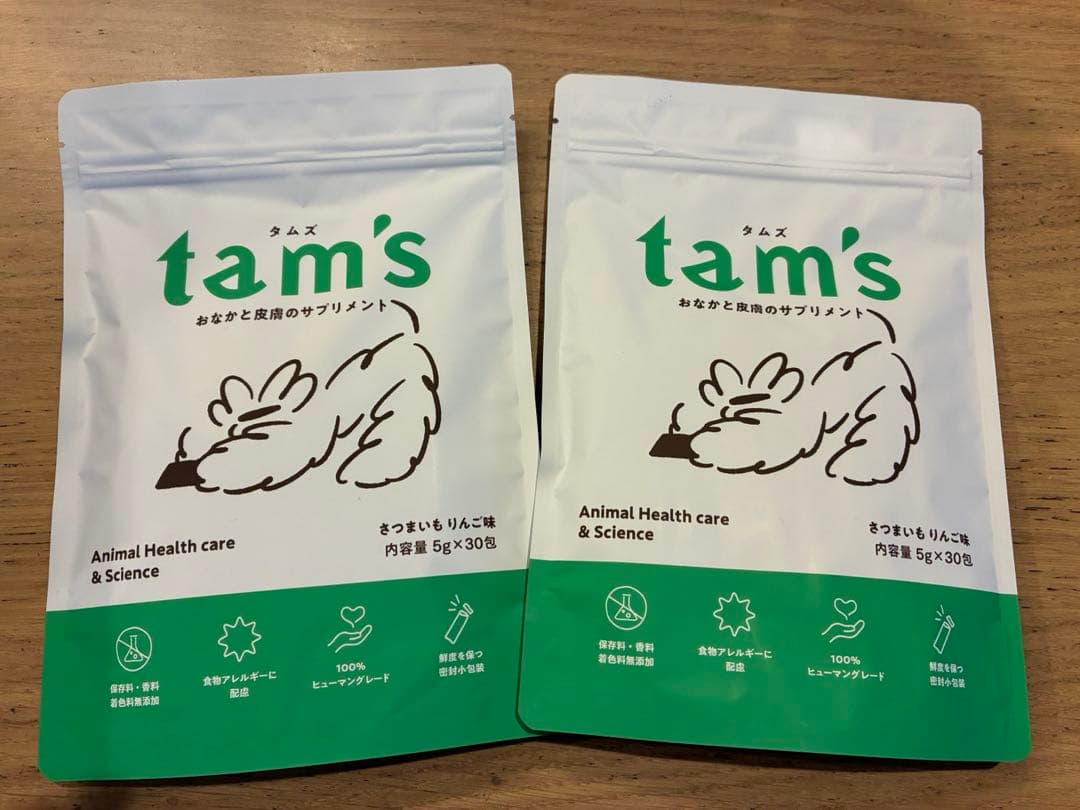 タムズ
tam's
おなかと皮膚のサプリメント
Animal Health care
& Science
さつまいも りんご味
内容量 5g×30包
保存料・香料
着色料無添加
食物アレルギーに
配慮
100%
ヒューマングレード
鮮度を保つ
密封小包装
タムズ
tam's
おなかと皮膚のサプリメント
Animal Health care
& Science
さつまいも りんご味
内容量 5g×30包
保存料・香料
着色料無添加
食物アレルギーに
配慮
100%
ヒューマングレード
鮮度を保つ
密封小包装